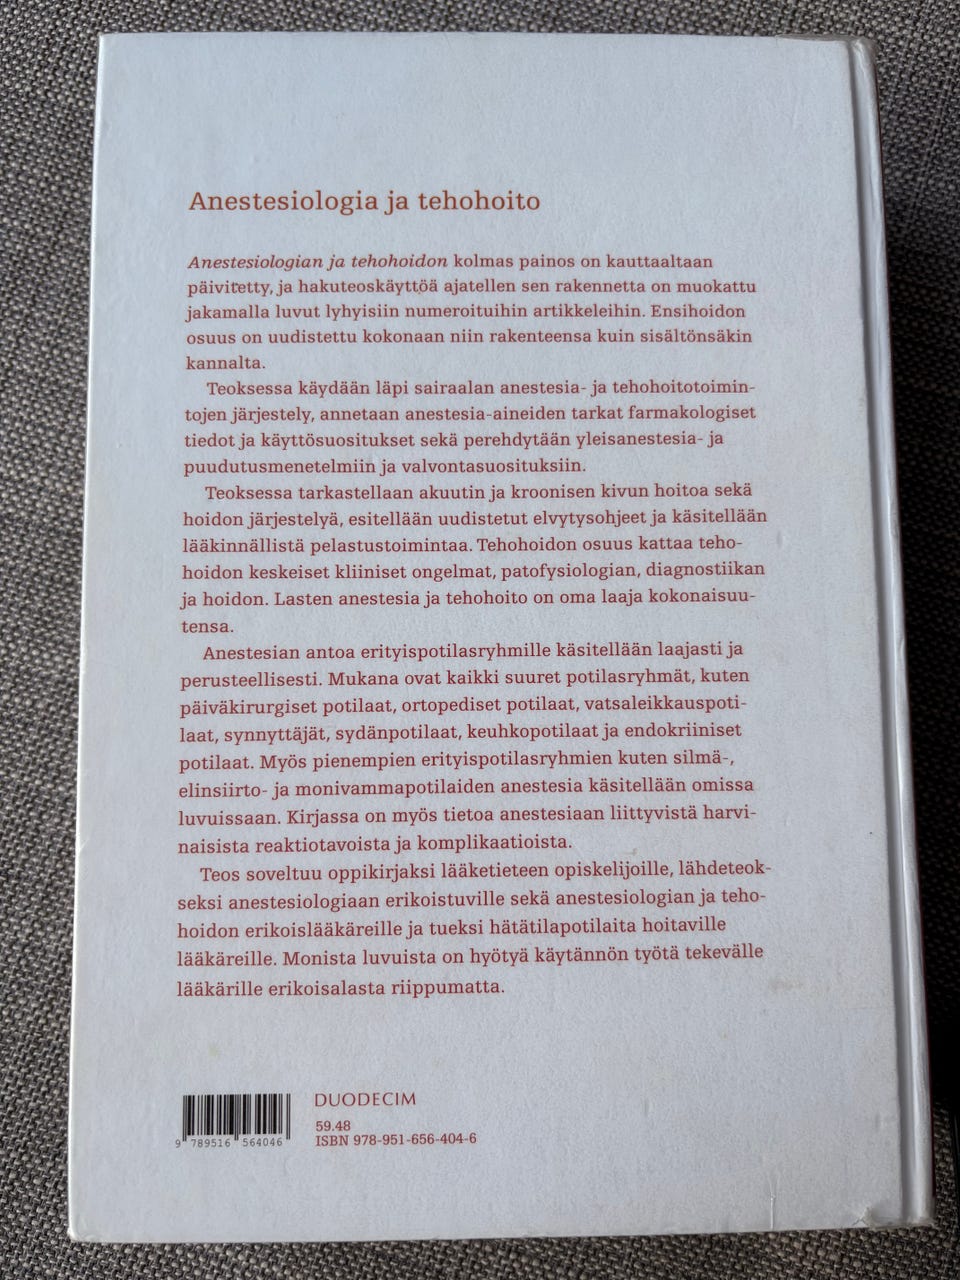 Anestesiologia ja tehohoito
Anestesiologian ja tehohoidon kolmas painos on kauttaaltaan
päivitetty, ja hakuteoskäyttöä ajatellen sen rakennetta on muokattu
jakamalla luvut lyhyisiin numeroituihin artikkeleihin. Ensihoidon
osuus on uudistettu kokonaan niin rakenteensa kuin sisältönsäkin
kannalta.
Teoksessa käydään läpi sairaalan anestesia- ja tehohoitotoimin-
tojen järjestely, annetaan anestesia-aineiden tarkat farmakologiset
tiedot ja käyttösuositukset sekä perehdytään yleisanestesia- ja
puudutusmenetelmiin ja valvontasuosituksiin.
Teoksessa tarkastellaan akuutin ja kroonisen kivun hoitoa sekä
hoidon järjestelyä, esitellään uudistetut elvytysohjeet ja käsitellään
lääkinnällistä pelastustoimintaa. Tehohoidon osuus kattaa teho-
hoidon keskeiset kliiniset ongelmat, patofysiologian, diagnostiikan
ja hoidon. Lasten anestesia ja tehohoito on oma laaja kokonaisuu-
tensa.
Anestesian antoa erityispotilasryhmille käsitellään laajasti ja
perusteellisesti. Mukana ovat kaikki suuret potilasryhmät, kuten
päiväkirurgiset potilaat, ortopediset potilaat, vatsaleikkauspoti-
laat, synnyttäjät, sydänpotilaat, keuhkopotilaat ja endokriiniset
potilaat. Myös pienempien erityispotilasryhmien kuten silmä-,
elinsiirto- ja monivammapotilaiden anestesia käsitellään omissa
luvuissaan. Kirjassa on myös tietoa anestesiaan liittyvistä harvi-
naisista reaktiotavoista ja komplikaatioista.
Teos soveltuu oppikirjaksi lääketieteen opiskelijoille, lähdeteok-
seksi anestesiologiaan erikoistuville sekä anestesiologian ja teho-
hoidon erikoislääkäreille ja tueksi hätätilapotilaita hoitaville
lääkäreille. Monista luvuista on hyötyä käytännön työtä tekevälle
lääkärille erikoisalasta riippumatta.
DUODECIM
59.48
ISBN 978-951-656-404-6
9 789516 564046